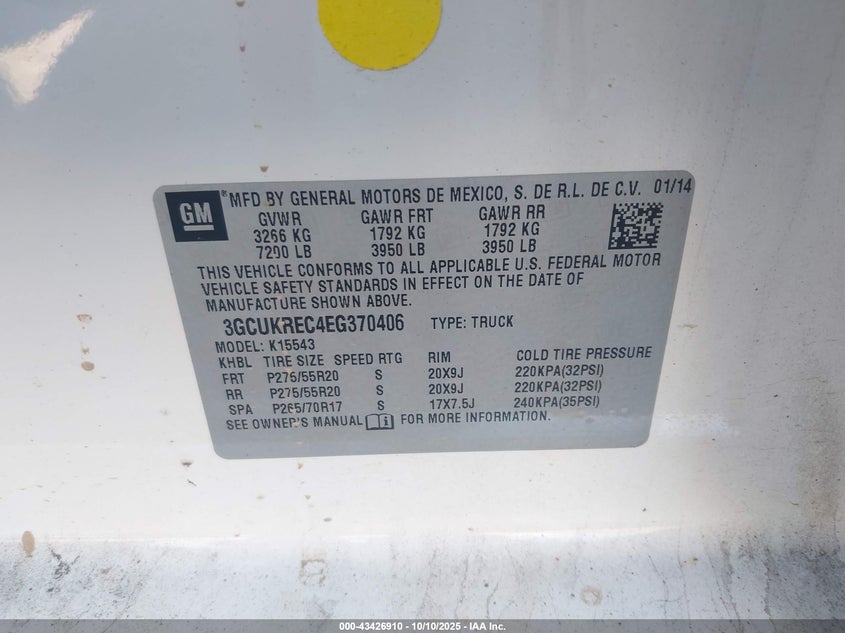 GM ® MFD BY GENERAL MOTORS DE MEXICO, S. DE R.L. DE C.V. 01/14
GVWR GAWR FRT GAWR RR
3266 KG 1792 KG 1792 KG
7200 LB 3950 LB 3950 LB
THIS VEHICLE CONFORMS TO ALL APPLICABLE U.S. FEDERAL MOTOR
VEHICLE SAFETY STANDARDS IN EFFECT ON THE DATE OF
MANUFACTURE SHOWN ABOVE.
3GCUKREC4EG370406 TYPE: TRUCK
MODEL: K15543
KHBL TIRE SIZE SPEED RTG RIM COLD TIRE PRESSURE
FRT P275/55R20 S 20X9J 220KPA(32PSI)
RR P275/55R20 S 20X9J 220KPA(32PSI)
SPA P265/70R17 S 17X7.5J 240KPA(35PSI)
SEE OWNER'S MANUAL i FOR MORE INFORMATION.
000-43426910 - 10/10/2025 - IAA Inc.